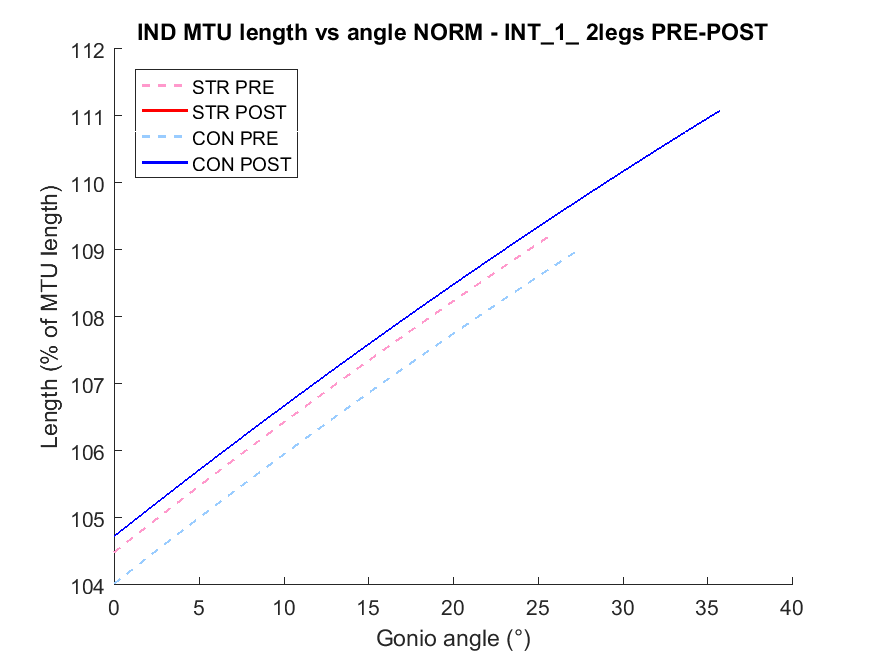 IND MTU length vs angle NORM - INT_1_ 2legs PRE-POST
112
111
110
109
108
107
106
105
104
Length (% of MTU length)
STR PRE
STR POST
CON PRE
CON POST
0 5 10 15 20 25 30 35 40
Gonio angle (°)